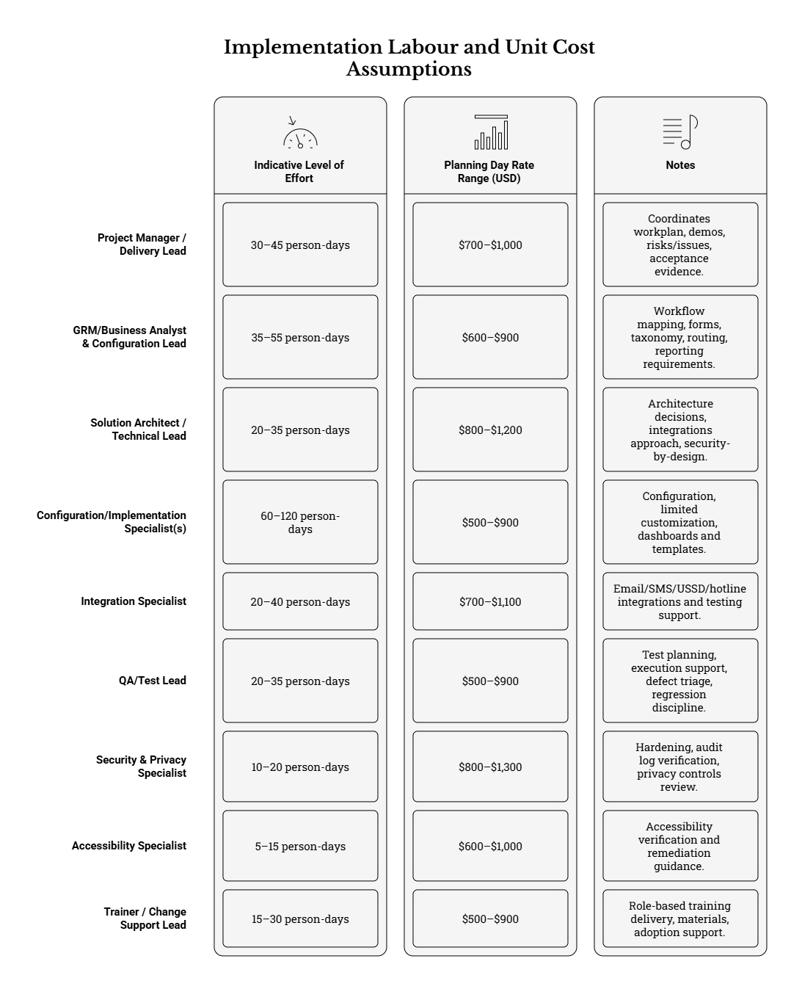 Implementation Labour and Unit Cost
Assumptions
Indicative Level of
Effort
Planning Day Rate
Range (USD)
Notes
Project Manager /
Delivery Lead
30–45 person-days
$700–$1,000
Coordinates
workplan, demos,
risks/issues,
acceptance
evidence.
GRM/Business Analyst
& Configuration Lead
35–55 person-days
$600–$900
Workflow
mapping, forms,
taxonomy, routing,
reporting
requirements.
Solution Architect /
Technical Lead
20–35 person-days
$800–$1,200
Architecture
decisions,
integrations
approach, security-
by-design.
Configuration/Implementation
Specialist(s)
60–120 person-
days
$500–$900
Configuration,
limited
customization,
dashboards and
templates.
Integration Specialist
20–40 person-days
$700–$1,100
Email/SMS/USSD/hotline
integrations and testing
support.
QA/Test Lead
20–35 person-days
$500–$900
Test planning,
execution support,
defect triage,
regression
discipline.
Security & Privacy
Specialist
10–20 person-days
$800–$1,300
Hardening, audit
log verification,
privacy controls
review.
Accessibility Specialist
5–15 person-days
$600–$1,000
Accessibility
verification and
remediation
guidance.
Trainer / Change
Support Lead
15–30 person-days
$500–$900
Role-based training
delivery, materials,
adoption support.